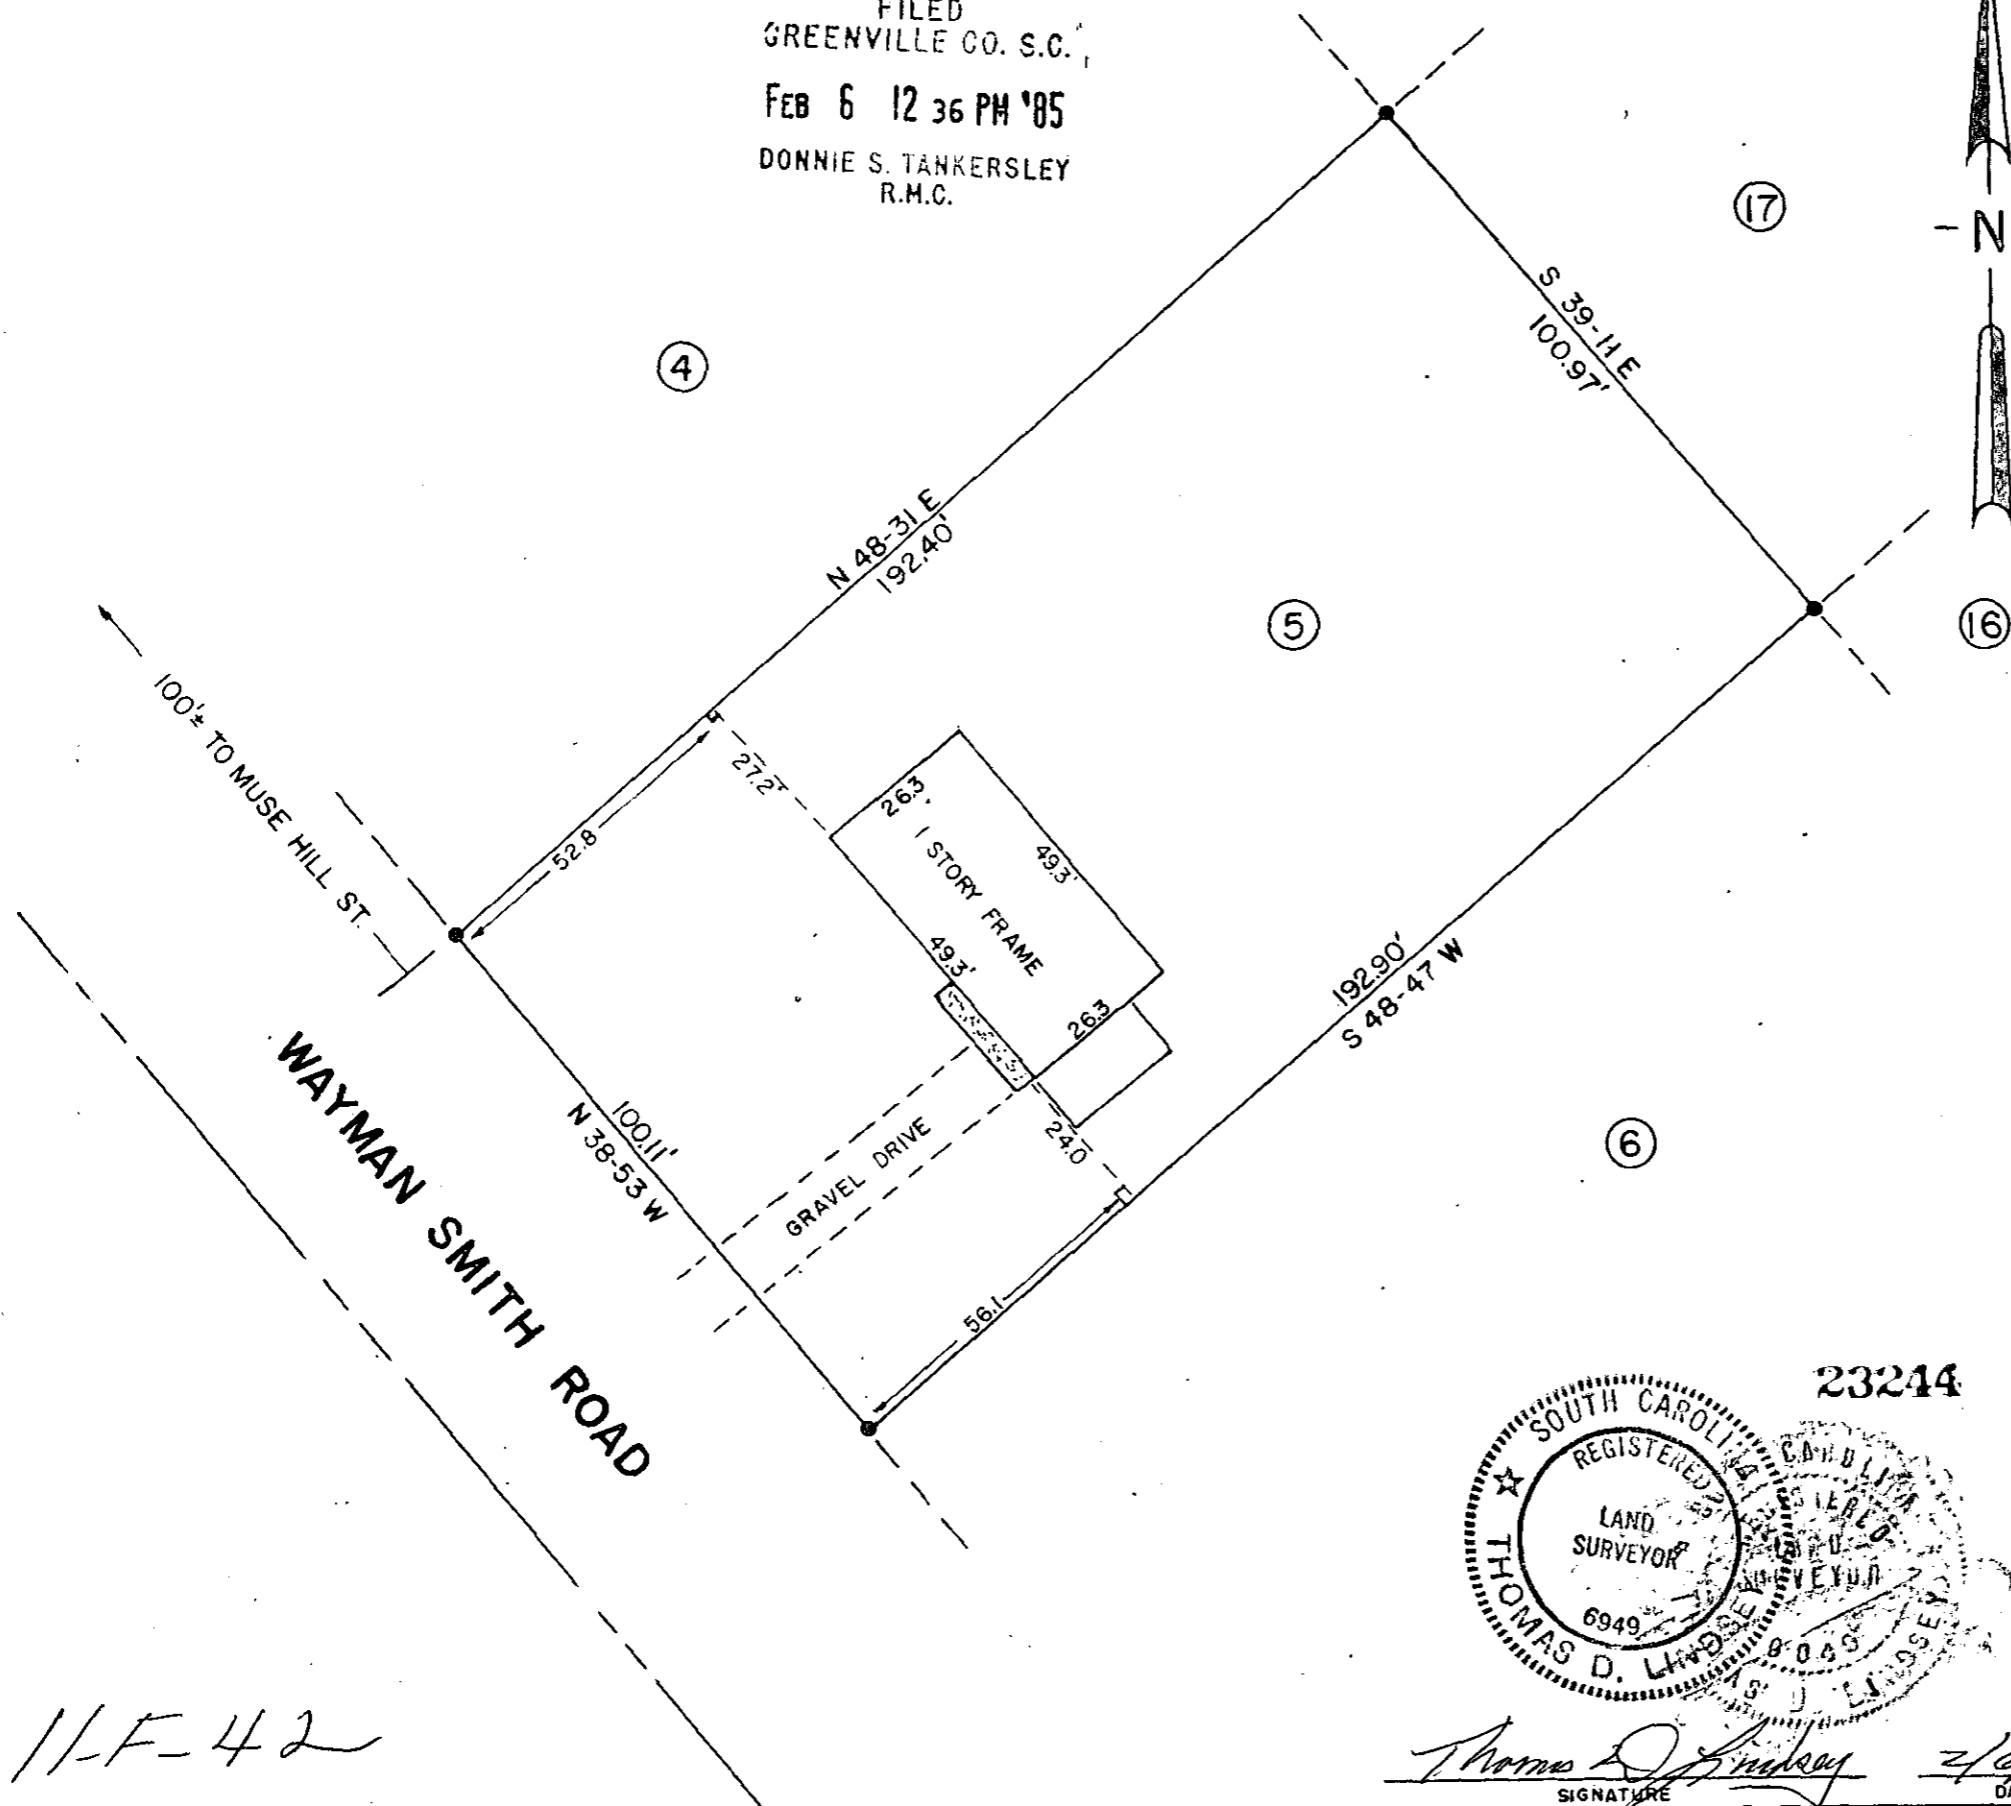 FILED
GREENVILLE CO. S.C.
FEB 6 12 36 PM '85
DONNIE S. TANKERSLEY
R.M.C.
17
N
S 39-11 E
100.97'
4
N 48-31 E
192.40'
5
16
100'± TO MUSE HILL ST.
27.2'
52.8
26.3'
1 STORY FRAME
49.3'
49.3'
26.3
192.90'
S 48-47 W
24.0
6
100.11'
N 38-53 W
GRAVEL DRIVE
56.1
WAYMAN SMITH ROAD
23244
SOUTH CAROLINA
REGISTERED
LAND
SURVEYOR
6949
THOMAS D. LINDSEY
11-F-42
Thomas D Lindsey
SIGNATURE